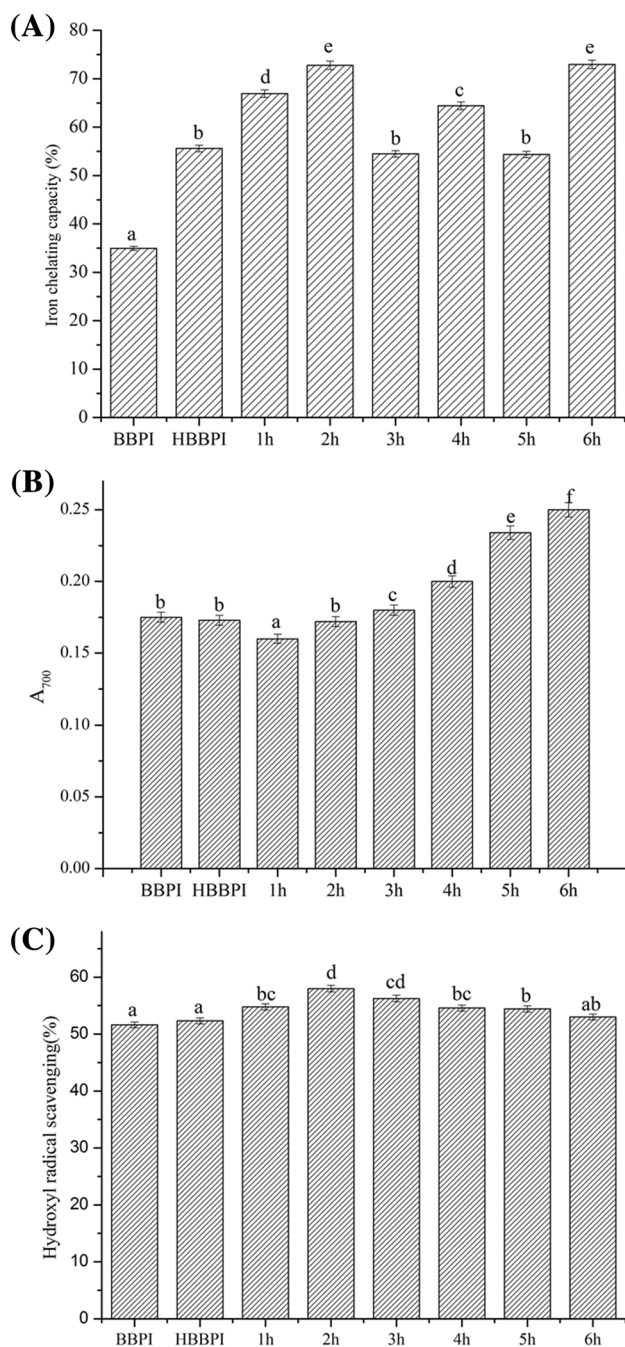 (A)
Iron chelating capacity (%)
80
70
60
50
40
30
20
10
0
a
b
d
e
b
c
b
e
BBPI HBBPI 1h 2h 3h 4h 5h 6h
(B)
A700
0.25
0.20
0.15
0.10
0.05
0.00
b
b
a
b
c
d
e
f
BBPI HBBPI 1h 2h 3h 4h 5h 6h
(C)
Hydroxyl radical scavenging(%)
60
50
40
30
20
10
0
a
a
bc
d
cd
bc
b
ab
BBPI HBBPI 1h 2h 3h 4h 5h 6h